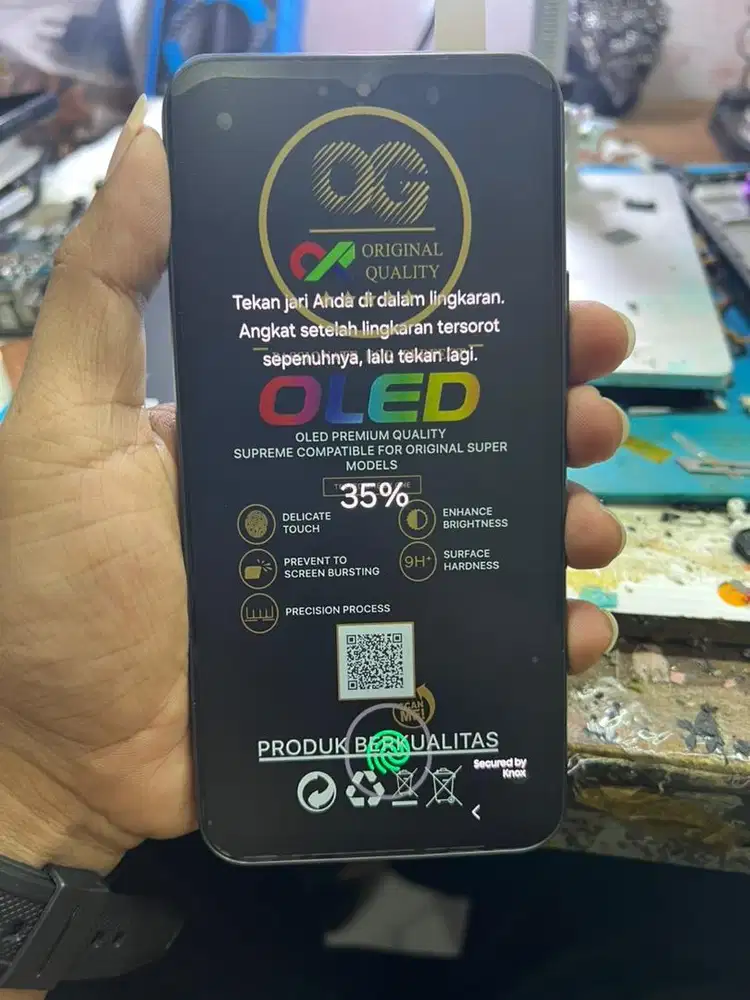 OG
ORIGINAL
QUALITY
Tekan jari Anda di dalam lingkaran.
Angkat setelah lingkaran tersorot
sepenuhnya, lalu tekan lagi.
OLED
OLED PREMIUM QUALITY
SUPREME COMPATIBLE FOR ORIGINAL SUPER
MODELS
35%
DELICATE
TOUCH
ENHANCE
BRIGHTNESS
PREVENT TO
SCREEN BURSTING
9H+
SURFACE
HARDNESS
PRECISION PROCESS
SCAN
ME!
PRODUK BERKUALITAS
Secured by
Knox